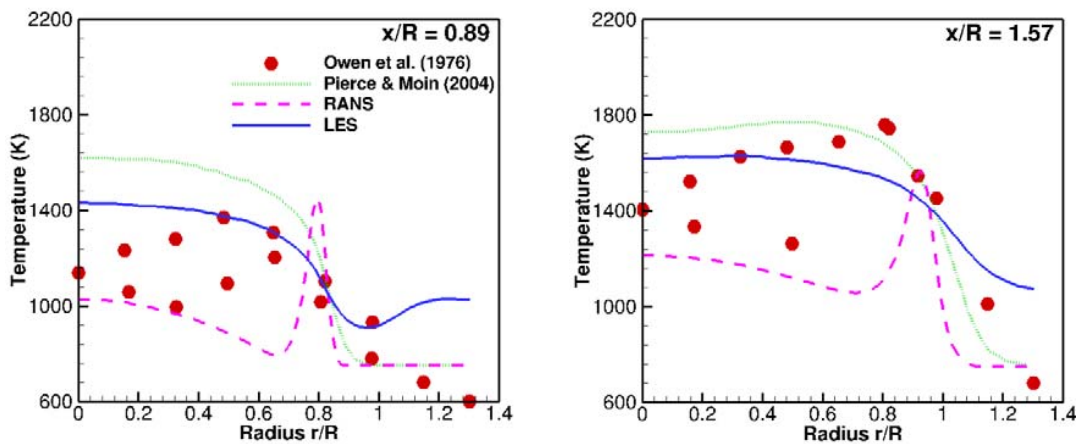 2200
1800
1400
1000
600
Temperature (K)
x/R = 0.89
Owen et al. (1976)
Pierce & Moin (2004)
RANS
LES
0 0.2 0.4 0.6 0.8 1 1.2 1.4
Radius r/R
2200
1800
1400
1000
600
Temperature (K)
x/R = 1.57
0 0.2 0.4 0.6 0.8 1 1.2 1.4
Radius r/R